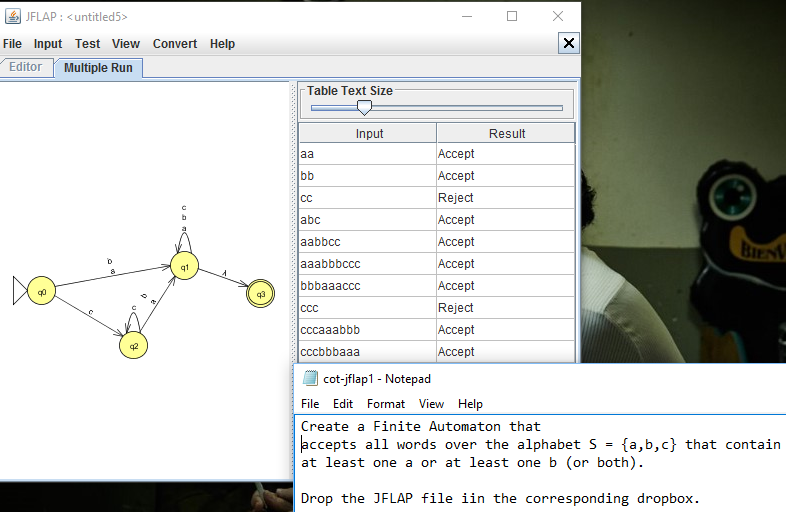 JFLAP : <untitled5>
File Input Test View Convert Help
Editor Multiple Run
Table Text Size
Input Result
aa Accept
bb Accept
cc Reject
abc Accept
aabbcc Accept
aaabbbccc Accept
bbbaaaccc Accept
ccc Reject
cccaaabbb Accept
cccbbbaaa Accept
c
b
a
q1
b
a
λ
q0
q3
c
c
b
a
q2
BIENV
cot-jflap1 - Notepad
File Edit Format View Help
Create a Finite Automaton that
accepts all words over the alphabet S = {a,b,c} that contain
at least one a or at least one b (or both).
Drop the JFLAP file iin the corresponding dropbox.